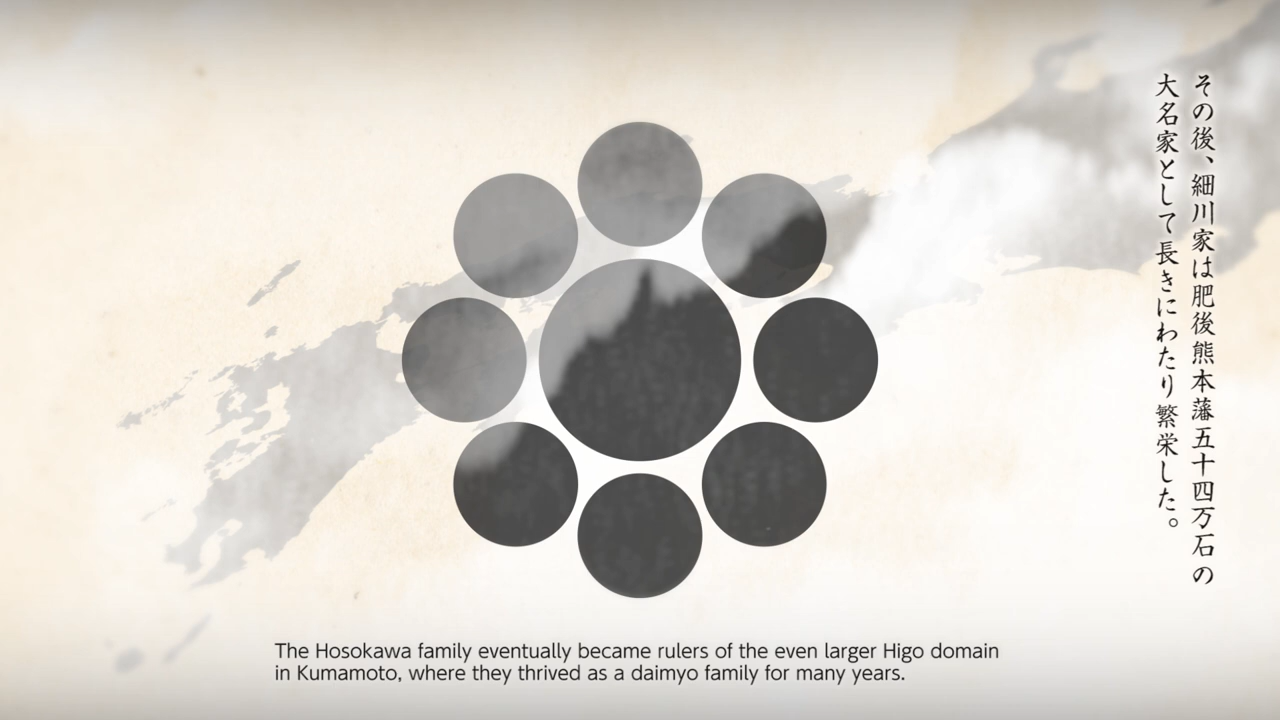 その後、細川家は肥後熊本藩五十四万石の
大名家として長きにわたり繁栄した。
The Hosokawa family eventually became rulers of the even larger Higo domain
in Kumamoto, where they thrived as a daimyo family for many years.